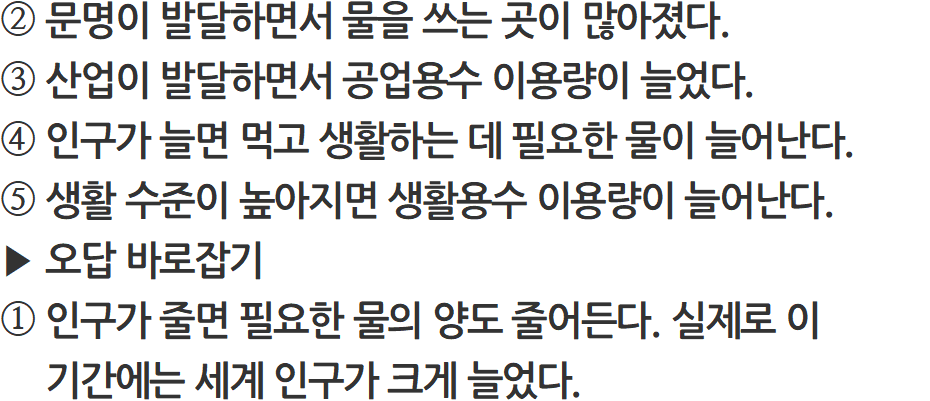 ② 문명이 발달하면서 물을 쓰는 곳이 많아졌다.
③ 산업이 발달하면서 공업용수 이용량이 늘었다.
④ 인구가 늘면 먹고 생활하는 데 필요한 물이 늘어난다.
⑤ 생활 수준이 높아지면 생활용수 이용량이 늘어난다.
▶ 오답 바로잡기
① 인구가 줄면 필요한 물의 양도 줄어든다. 실제로 이
기간에는 세계 인구가 크게 늘었다.